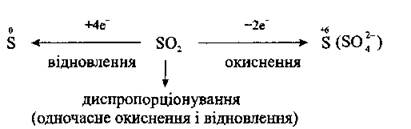 0 +4e⁻ −2e⁻ +6
S SO₂ S (SO₄²⁻)
відновлення окиснення
диспропорціонування
(одночасне окиснення і відновлення)